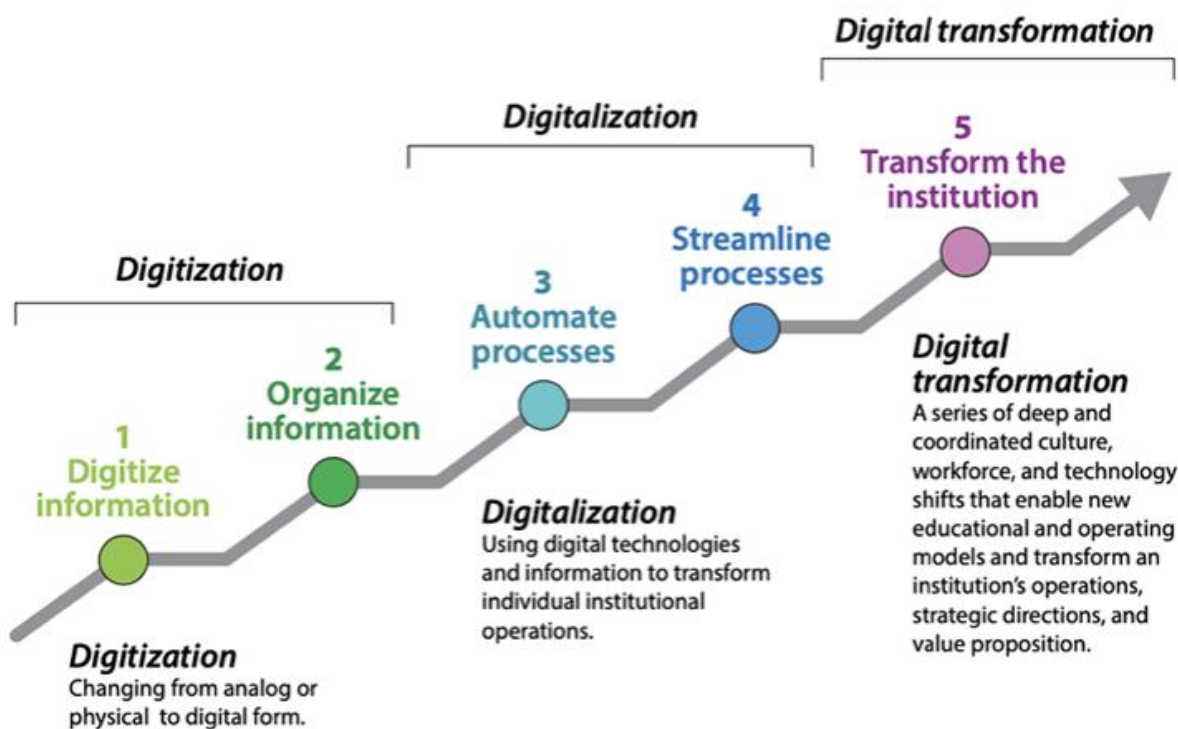 Digital transformation
Digitalization
5
Transform the
institution
4
Streamline
processes
Digitization
3
Automate
processes
2
Organize
information
1
Digitize
information
Digitization
Changing from analog or
physical to digital form.
Digitalization
Using digital technologies
and information to transform
individual institutional
operations.
Digital
transformation
A series of deep and
coordinated culture,
workforce, and technology
shifts that enable new
educational and operating
models and transform an
institution's operations,
strategic directions, and
value proposition.